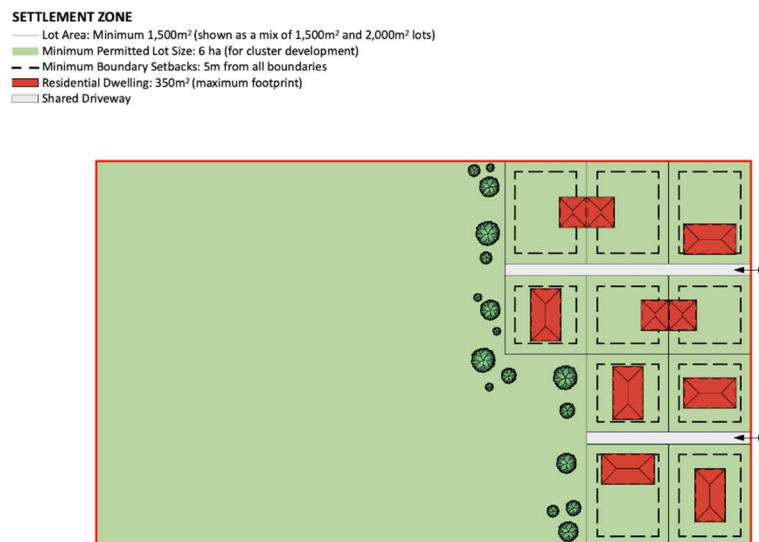 SETTLEMENT ZONE
Lot Area: Minimum 1,500m² (shown as a mix of 1,500m² and 2,000m² lots)
Minimum Permitted Lot Size: 6 ha (for cluster development)
Minimum Boundary Setbacks: 5m from all boundaries
Residential Dwelling: 350m² (maximum footprint)
Shared Driveway